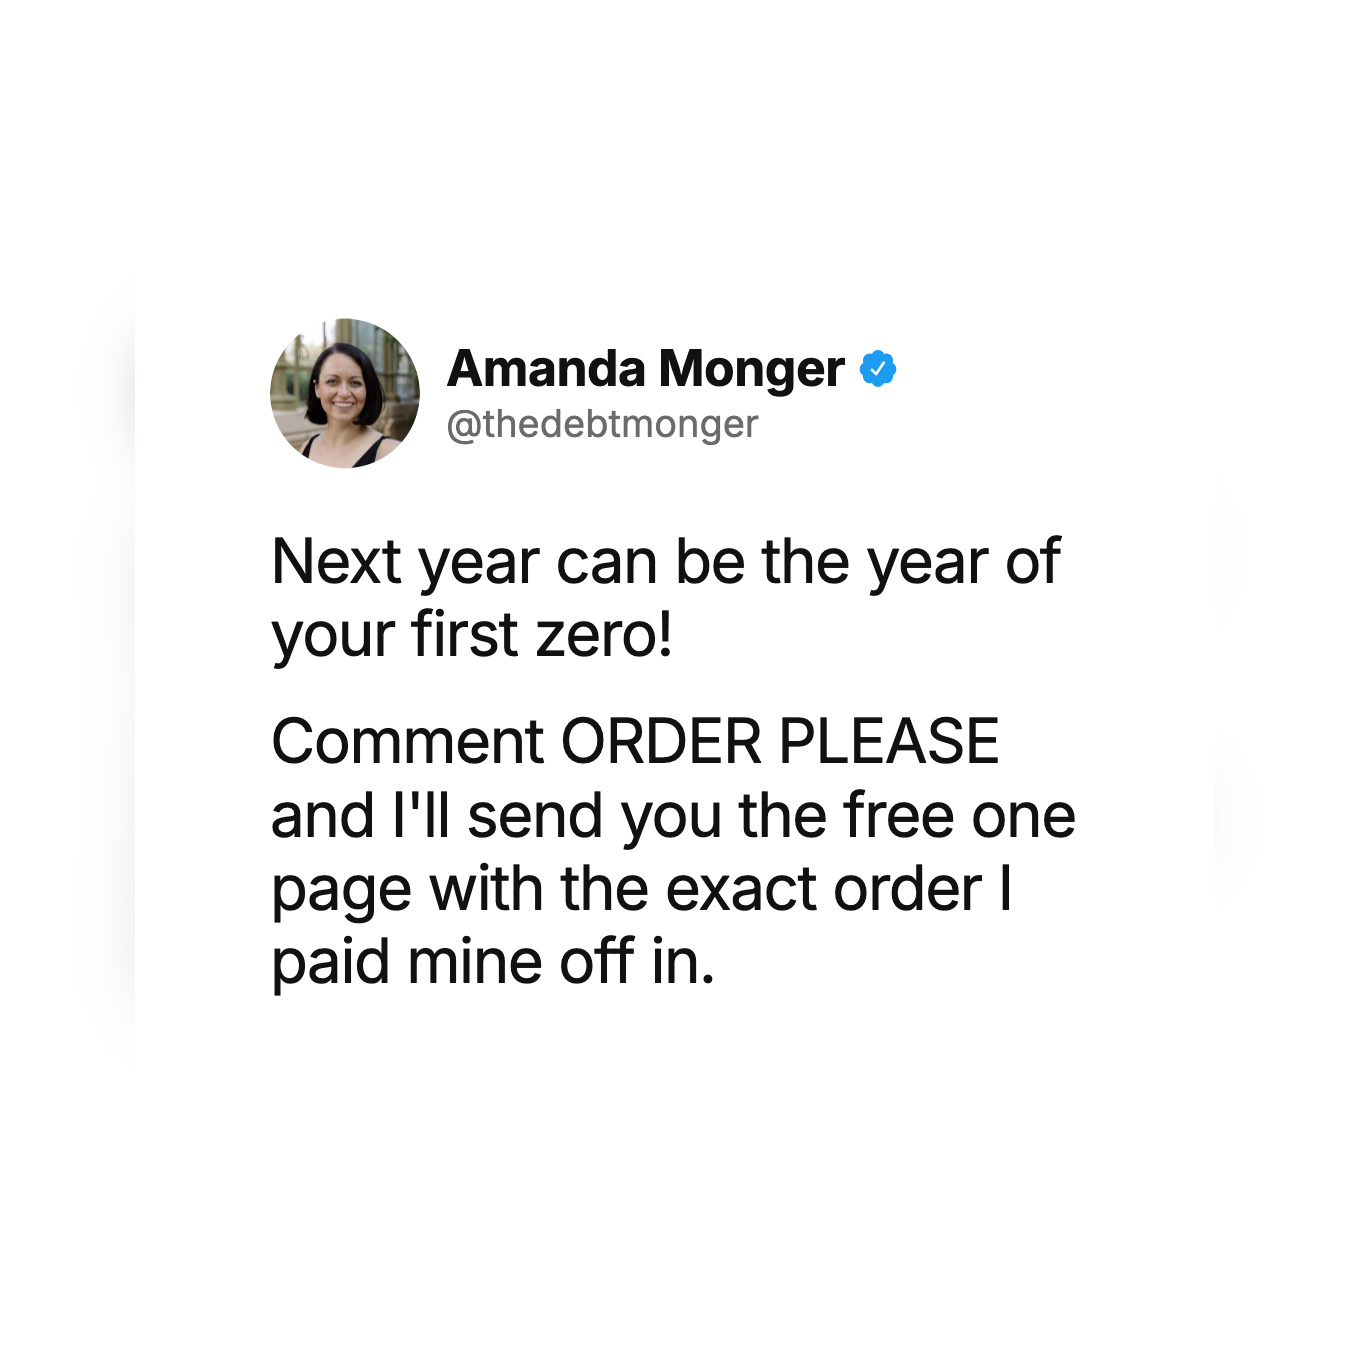 Amanda Monger
@thedebtmonger
Next year can be the year of
your first zero!
Comment ORDER PLEASE
and I'll send you the free one
page with the exact order I
paid mine off in.